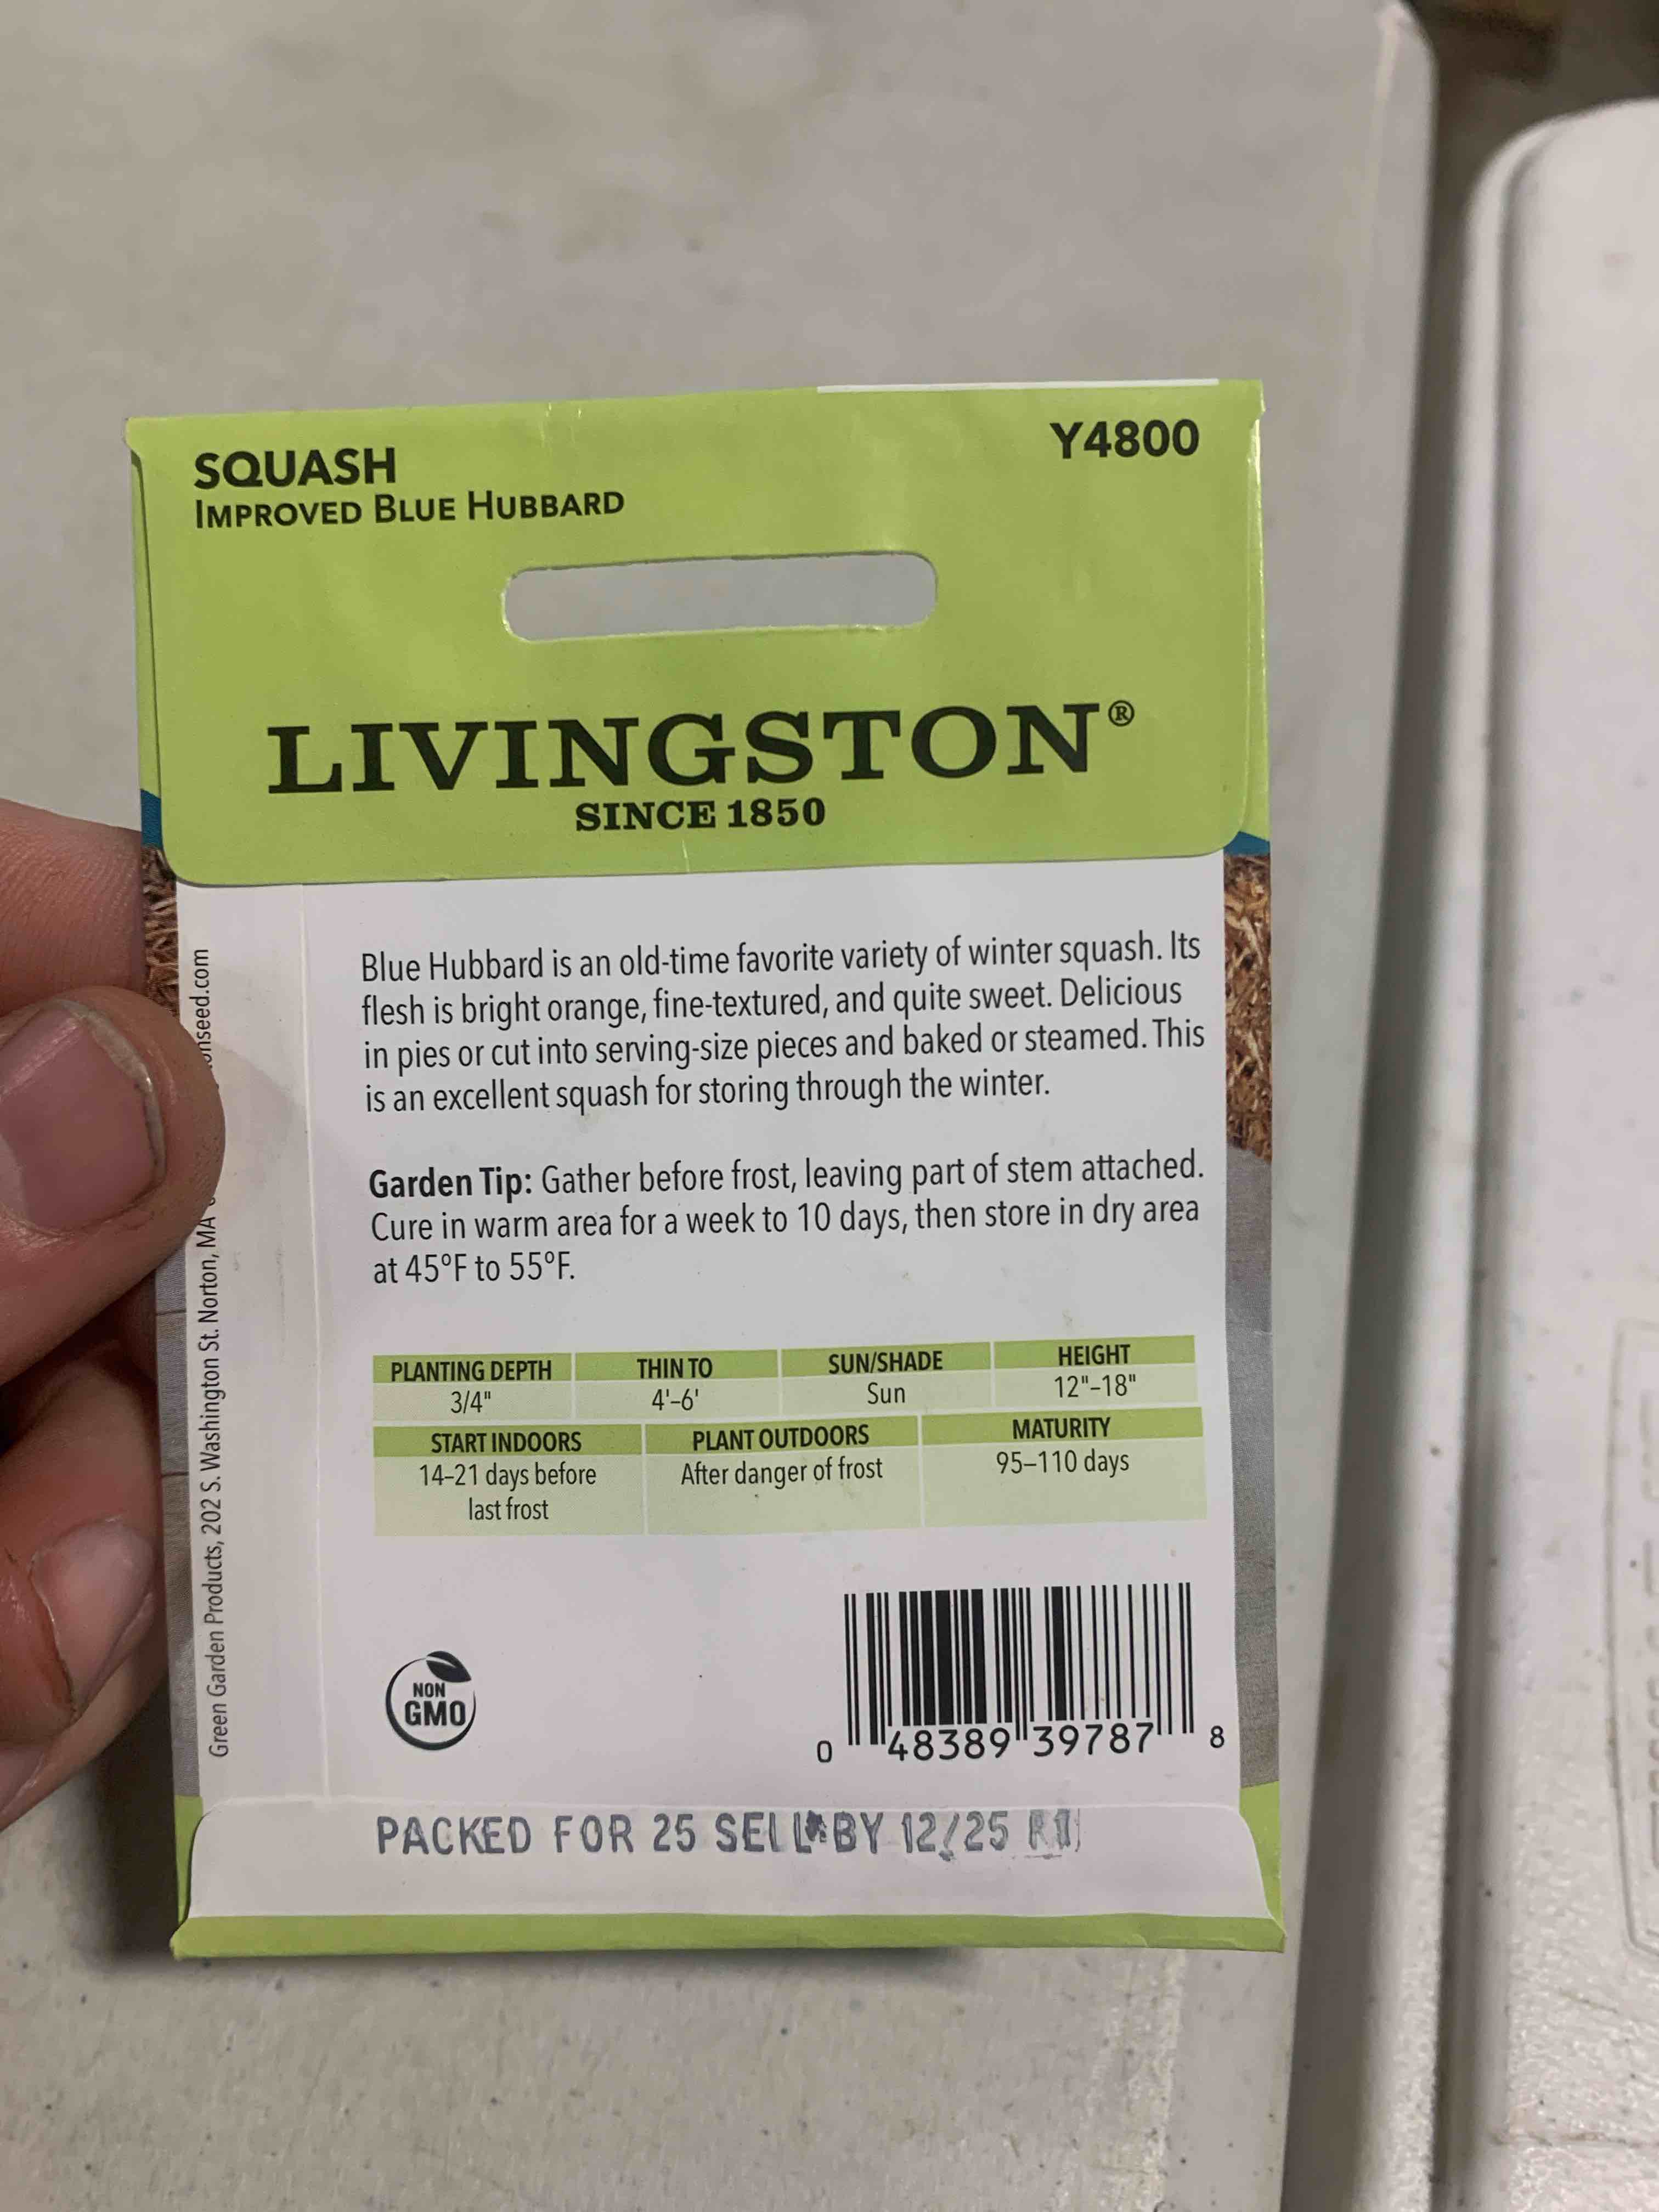 SQUASH
IMPROVED BLUE HUBBARD
Y4800
LIVINGSTON®
SINCE 1850
Blue Hubbard is an old-time favorite variety of winter squash. Its
flesh is bright orange, fine-textured, and quite sweet. Delicious
in pies or cut into serving-size pieces and baked or steamed. This
is an excellent squash for storing through the winter.
Garden Tip: Gather before frost, leaving part of stem attached.
Cure in warm area for a week to 10 days, then store in dry area
at 45°F to 55°F.
PLANTING DEPTH THIN TO SUN/SHADE HEIGHT
3/4" 4'–6' Sun 12"–18"
START INDOORS PLANT OUTDOORS MATURITY
14–21 days before After danger of frost 95–110 days
last frost
NON
GMO
0 48389 39787 8
PACKED FOR 25 SELL BY 12/25
Green Garden Products, 202 S. Washington St. Norton, MA